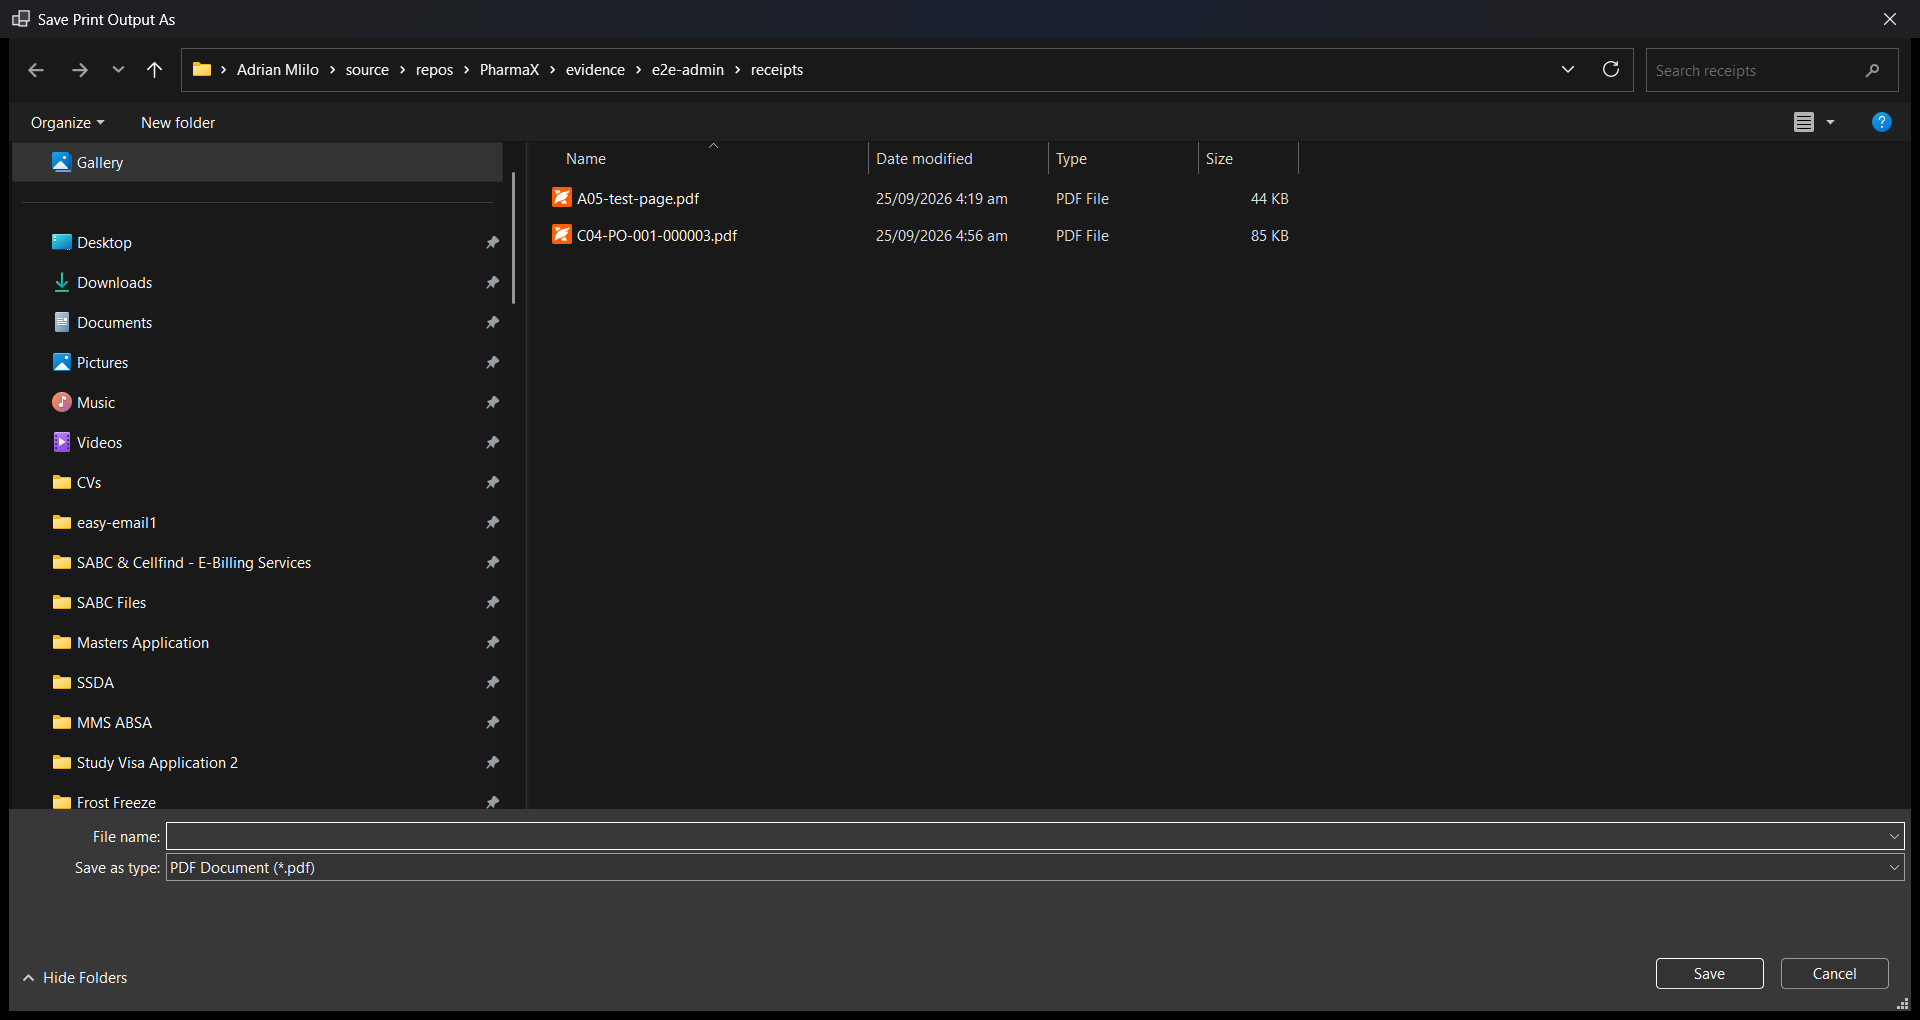 Save Print Output As
Adrian Mlilo > source > repos > PharmaX > evidence > e2e-admin > receipts
Search receipts
Organize
New folder
Gallery
Name
Date modified
Type
Size
A05-test-page.pdf
25/09/2026 4:19 am
PDF File
44 KB
C04-PO-001-000003.pdf
25/09/2026 4:56 am
PDF File
85 KB
Desktop
Downloads
Documents
Pictures
Music
Videos
CVs
easy-email1
SABC & Cellfind - E-Billing Services
SABC Files
Masters Application
SSDA
MMS ABSA
Study Visa Application 2
Frost Freeze
File name:
Save as type: PDF Document (*.pdf)
Hide Folders
Save
Cancel